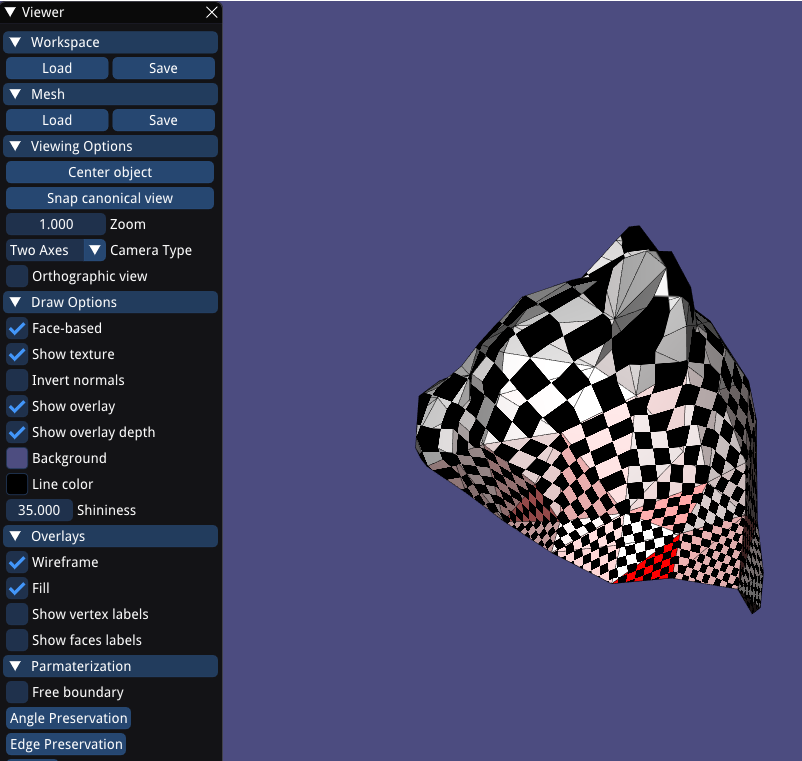 Viewer
Workspace
Load Save
Mesh
Load Save
Viewing Options
Center object
Snap canonical view
1.000 Zoom
Two Axes Camera Type
Orthographic view
Draw Options
Face-based
Show texture
Invert normals
Show overlay
Show overlay depth
Background
Line color
35.000 Shininess
Overlays
Wireframe
Fill
Show vertex labels
Show faces labels
Parmaterization
Free boundary
Angle Preservation
Edge Preservation